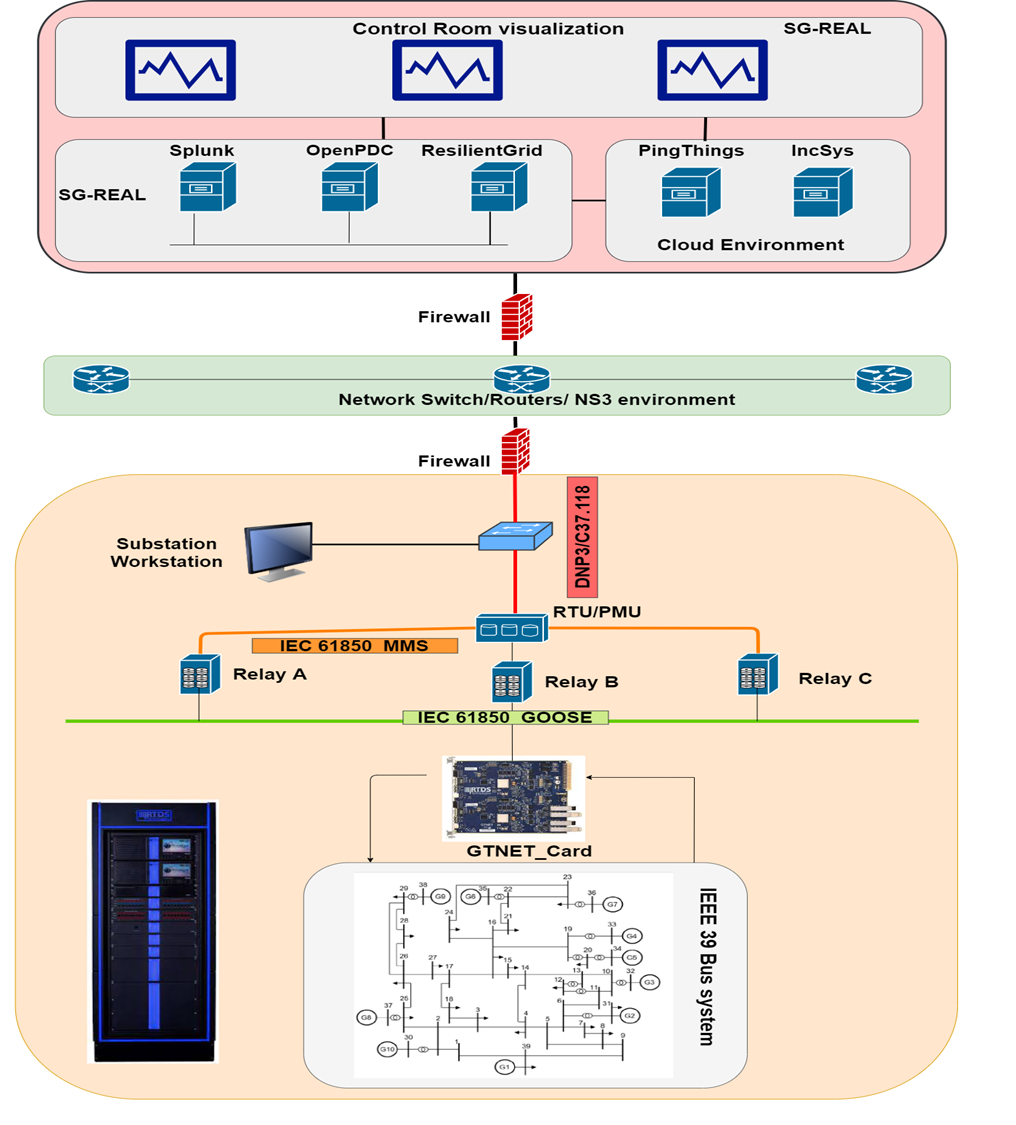 Control Room visualization
SG-REAL
Splunk
OpenPDC
ResilientGrid
SG-REAL
PingThings
IncSys
Cloud Environment
Firewall
Network Switch/Routers/ NS3 environment
Firewall
DNP3/C37.118
Substation
Workstation
RTU/PMU
IEC 61850 MMS
Relay A
Relay B
Relay C
IEC 61850 GOOSE
RTDS
GTNET_Card
RTDS
IEEE 39 Bus system
23
29
38
G9
G6
35
22
36
G7
24
21
28
16
19
33
G4
26
27
17
15
14
20
34
G5
13
10
32
G3
12
11
25
37
G8
18
3
4
6
31
G2
30
G10
2
1
5
7
8
9
39
G1